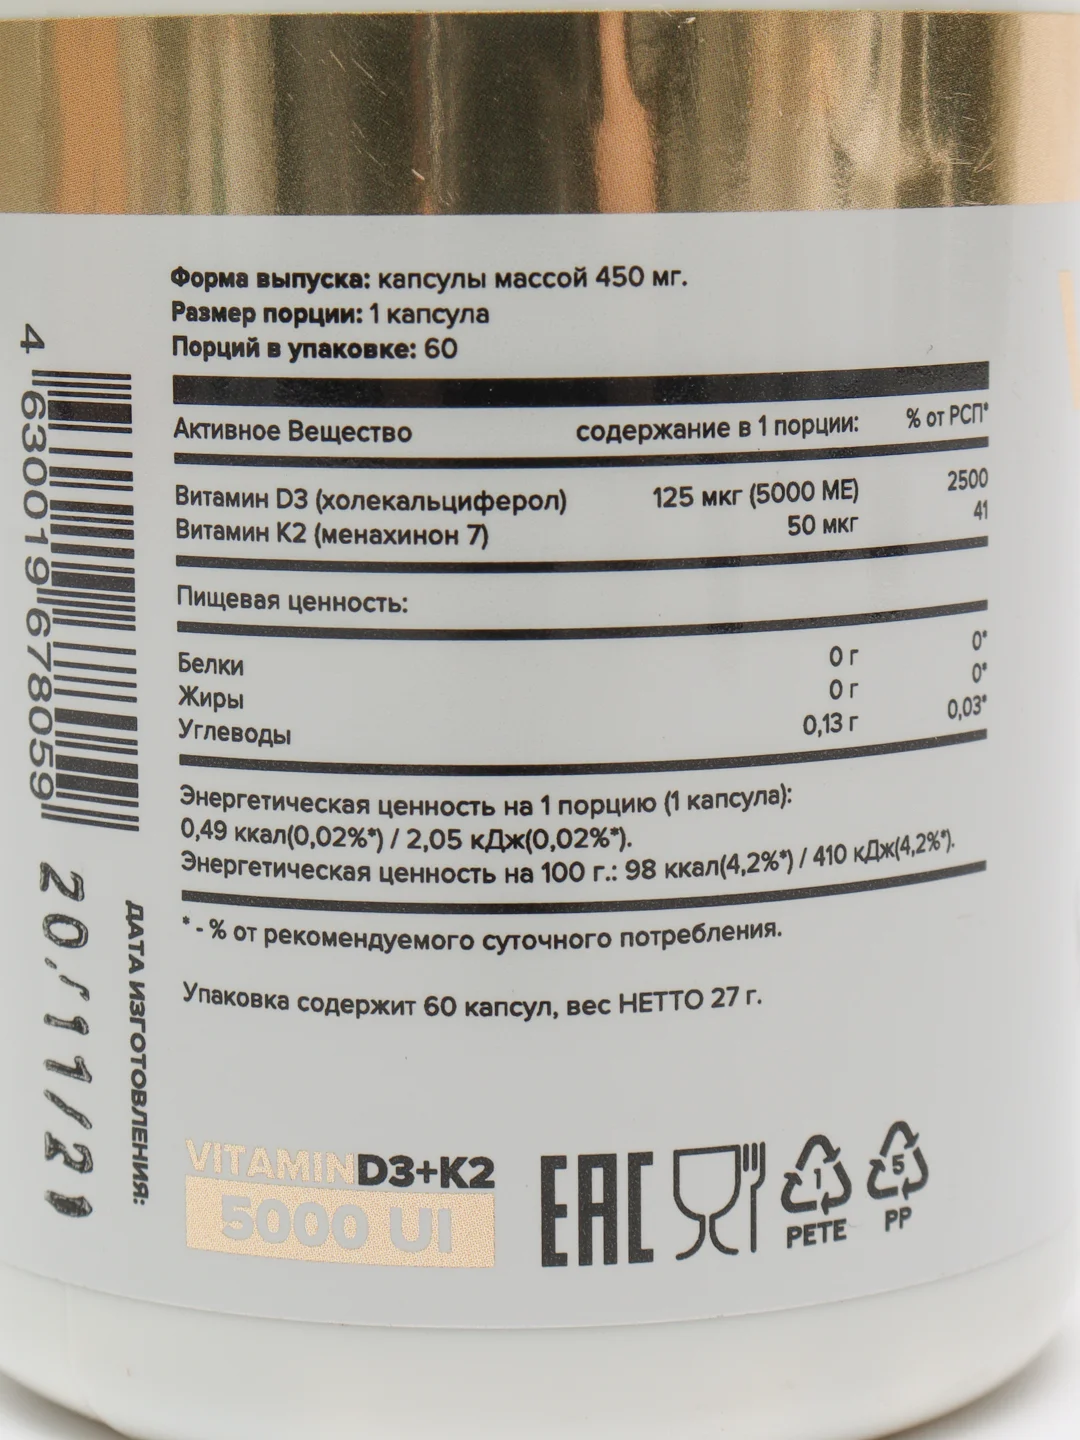 Форма выпуска: капсулы массой 450 мг.
Размер порции: 1 капсула
Порций в упаковке: 60
Активное Вещество содержание в 1 порции: % от РСП*
Витамин D3 (холекальциферол) 125 мкг (5000 МЕ) 2500
Витамин К2 (менахинон 7) 50 мкг 41
Пищевая ценность:
Белки 0 г 0*
Жиры 0 г 0*
Углеводы 0,13 г 0,03*
Энергетическая ценность на 1 порцию (1 капсула):
0,49 ккал(0,02%*) / 2,05 кДж(0,02%*).
Энергетическая ценность на 100 г.: 98 ккал(4,2%*) / 410 кДж(4,2%*).
* - % от рекомендуемого суточного потребления.
Упаковка содержит 60 капсул, вес НЕТТО 27 г.
VITAMIN D3+K2
5000 UI
EAC
1
PETE
5
PP
4 630019 678059
ДАТА ИЗГОТОВЛЕНИЯ: